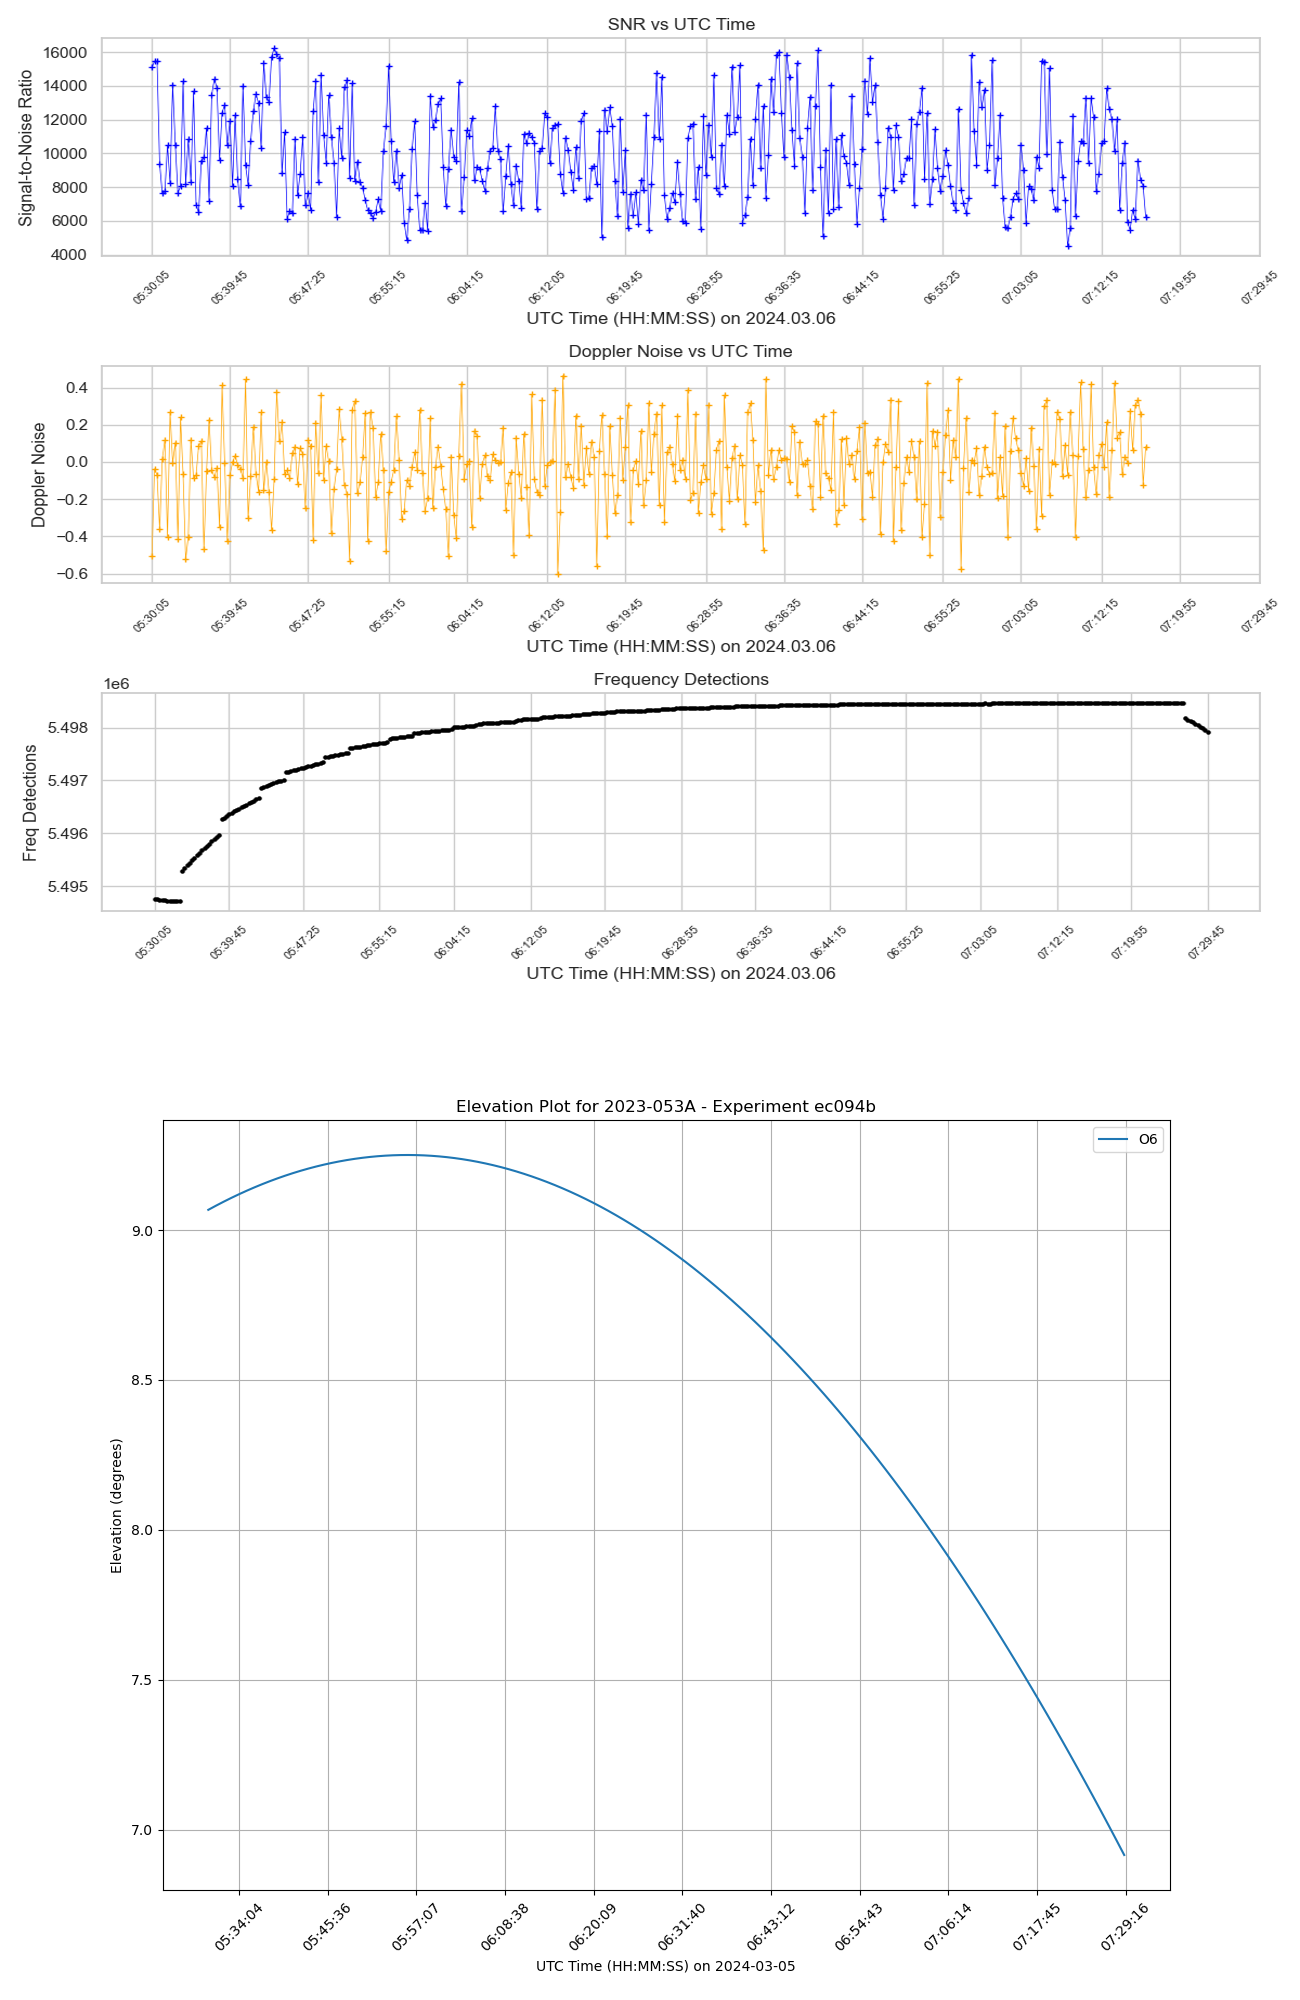 SNR vs UTC Time
Signal-to-Noise Ratio
16000
14000
12000
10000
8000
6000
4000
05:30:05 05:39:45 05:47:25 05:55:15 06:04:15 06:12:05 06:19:45 06:28:55 06:36:35 06:44:15 06:55:25 07:03:05 07:12:15 07:19:55 07:29:45
UTC Time (HH:MM:SS) on 2024.03.06
Doppler Noise vs UTC Time
Doppler Noise
0.4
0.2
0.0
−0.2
−0.4
−0.6
05:30:05 05:39:45 05:47:25 05:55:15 06:04:15 06:12:05 06:19:45 06:28:55 06:36:35 06:44:15 06:55:25 07:03:05 07:12:15 07:19:55 07:29:45
UTC Time (HH:MM:SS) on 2024.03.06
Frequency Detections
1e6
Freq Detections
5.498
5.497
5.496
5.495
05:30:05 05:39:45 05:47:25 05:55:15 06:04:15 06:12:05 06:19:45 06:28:55 06:36:35 06:44:15 06:55:25 07:03:05 07:12:15 07:19:55 07:29:45
UTC Time (HH:MM:SS) on 2024.03.06
Elevation Plot for 2023-053A - Experiment ec094b
O6
Elevation (degrees)
9.0
8.5
8.0
7.5
7.0
05:34:04 05:45:36 05:57:07 06:08:38 06:20:09 06:31:40 06:43:12 06:54:43 07:06:14 07:17:45 07:29:16
UTC Time (HH:MM:SS) on 2024-03-05